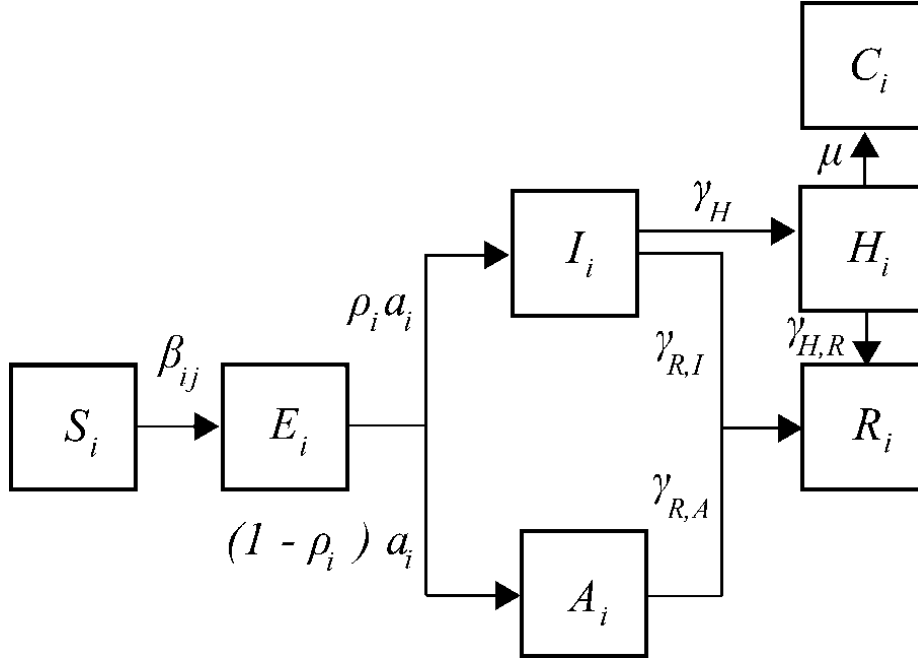 C_i
μ
γ_H
I_i
H_i
ρ_i a_i
γ_{R,I}
γ_{H,R}
β_{ij}
S_i
E_i
R_i
γ_{R,A}
(1 - ρ_i ) a_i
A_i